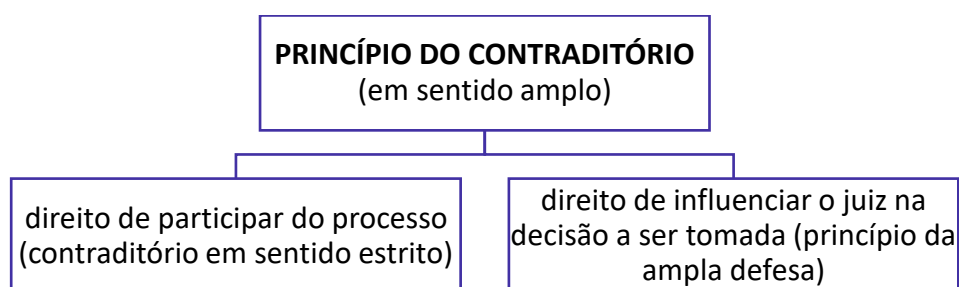 PRINCÍPIO DO CONTRADITÓRIO
(em sentido amplo)
direito de participar do processo
(contraditório em sentido estrito)
direito de influenciar o juiz na
decisão a ser tomada (princípio da
ampla defesa)